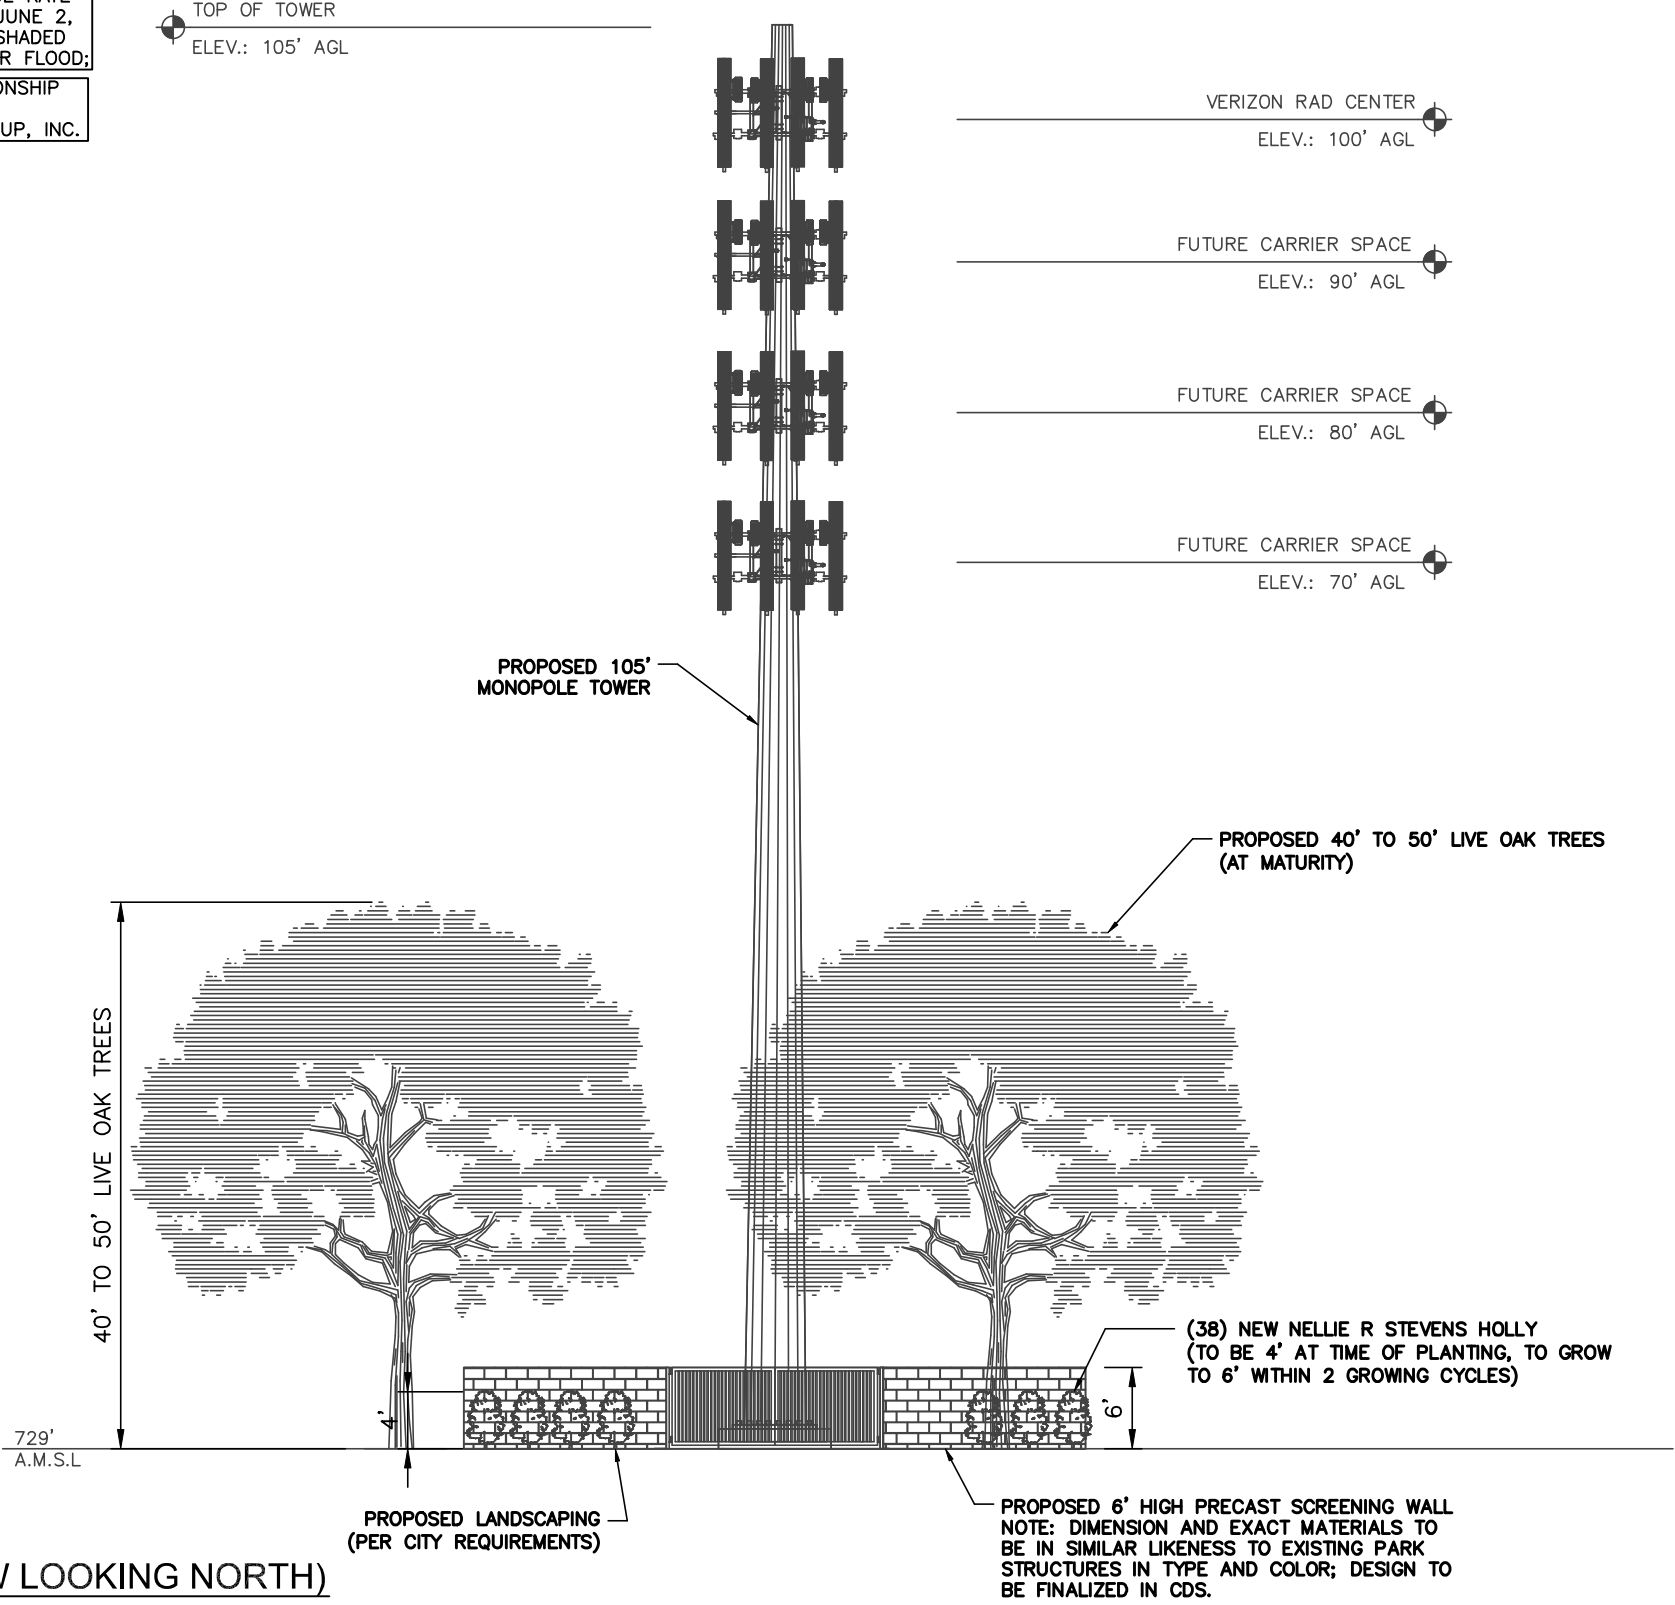 JUNE 2,
SHADED
R FLOOD;
ONSHIP
UP, INC.
TOP OF TOWER
ELEV.: 105' AGL
VERIZON RAD CENTER
ELEV.: 100' AGL
FUTURE CARRIER SPACE
ELEV.: 90' AGL
FUTURE CARRIER SPACE
ELEV.: 80' AGL
FUTURE CARRIER SPACE
ELEV.: 70' AGL
PROPOSED 105'
MONOPOLE TOWER
PROPOSED 40' TO 50' LIVE OAK TREES
(AT MATURITY)
40' TO 50' LIVE OAK TREES
(38) NEW NELLIE R STEVENS HOLLY
(TO BE 4' AT TIME OF PLANTING, TO GROW
TO 6' WITHIN 2 GROWING CYCLES)
4'
6'
729'
A.M.S.L
PROPOSED LANDSCAPING
(PER CITY REQUIREMENTS)
PROPOSED 6' HIGH PRECAST SCREENING WALL
NOTE: DIMENSION AND EXACT MATERIALS TO
BE IN SIMILAR LIKENESS TO EXISTING PARK
STRUCTURES IN TYPE AND COLOR; DESIGN TO
BE FINALIZED IN CDS.
LOOKING NORTH)